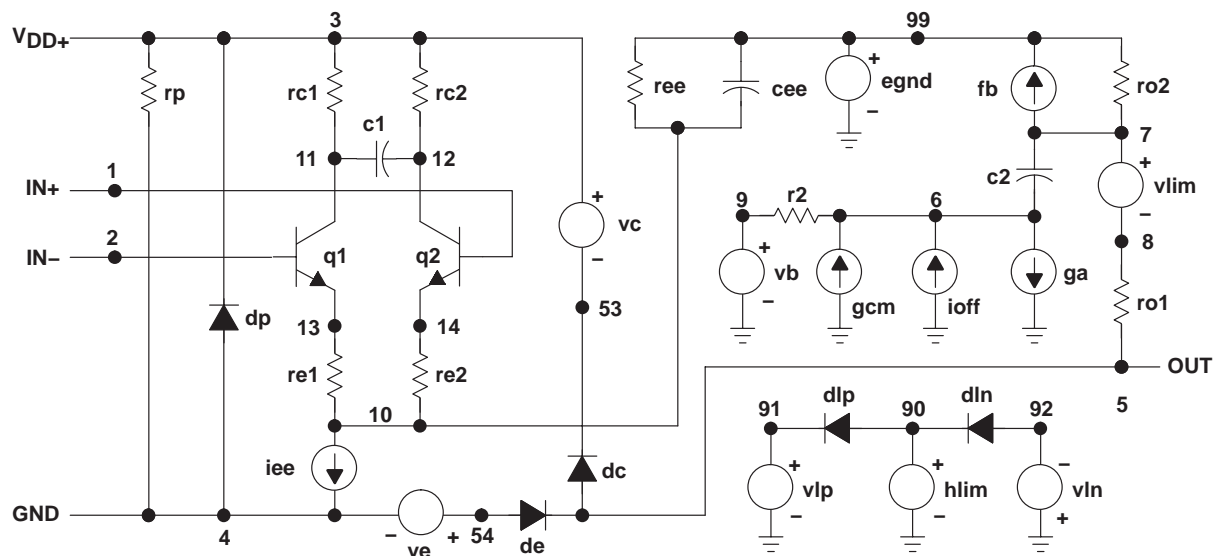 3
99
VDD+
rp
rc1
rc2
ree
cee
+
egnd
−
fb
ro2
c1
11
12
7
1
IN+
+
vc
−
9
r2
6
c2
+
vlim
−
2
IN−
q1
q2
8
+
vb
−
gcm
ioff
ga
53
ro1
dp
13
14
re1
re2
OUT
10
5
91
dlp
90
dln
92
iee
dc
+
vlp
−
+
hlim
−
−
vln
+
GND
4
−
ve
+
54
de